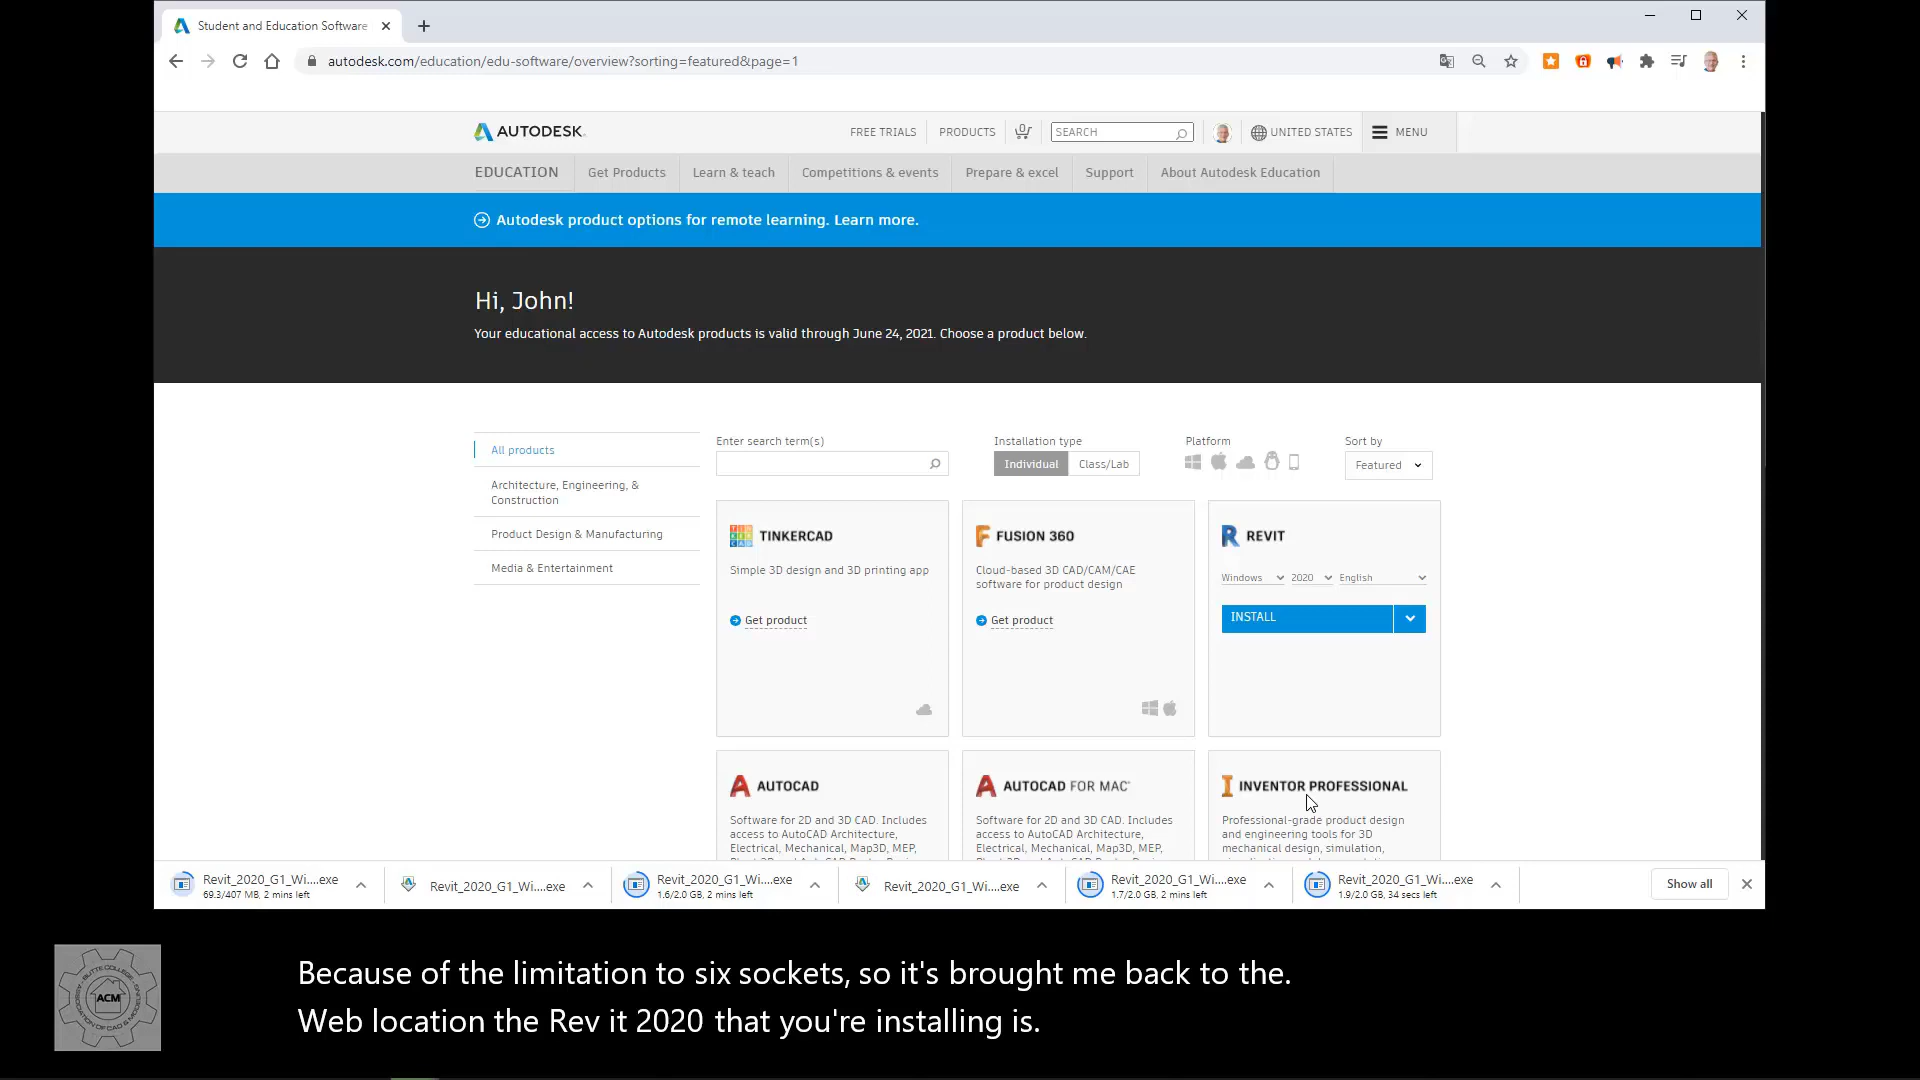 Student and Education Software
autodesk.com/education/edu-software/overview?sorting=featured&page=1
AUTODESK.
FREE TRIALS
PRODUCTS
0
SEARCH
UNITED STATES
MENU
EDUCATION
Get Products
Learn & teach
Competitions & events
Prepare & excel
Support
About Autodesk Education
Autodesk product options for remote learning. Learn more.
Hi, John!
Your educational access to Autodesk products is valid through June 24, 2021. Choose a product below.
All products
Architecture, Engineering, &
Construction
Product Design & Manufacturing
Media & Entertainment
Enter search term(s)
Installation type
Individual
Class/Lab
Platform
Sort by
Featured
TINKERCAD
Simple 3D design and 3D printing app
Get product
FUSION 360
Cloud-based 3D CAD/CAM/CAE
software for product design
Get product
REVIT
Windows
2020
English
INSTALL
AUTOCAD
Software for 2D and 3D CAD. Includes
access to AutoCAD Architecture,
Electrical, Mechanical, Map3D, MEP,
AUTOCAD FOR MAC
Software for 2D and 3D CAD. Includes
access to AutoCAD Architecture,
Electrical, Mechanical, Map3D, MEP,
INVENTOR PROFESSIONAL
Professional-grade product design
and engineering tools for 3D
mechanical design, simulation,
Revit_2020_G1_Wi....exe
69.3/407 MB, 2 mins left
Revit_2020_G1_Wi....exe
Revit_2020_G1_Wi....exe
1.6/2.0 GB, 2 mins left
Revit_2020_G1_Wi....exe
Revit_2020_G1_Wi....exe
1.7/2.0 GB, 2 mins left
Revit_2020_G1_Wi....exe
1.9/2.0 GB, 34 secs left
Show all
BUTTE COLLEGE
ACM
ASSOCIATION OF CAD & MODELING
Because of the limitation to six sockets, so it's brought me back to the.
Web location the Rev it 2020 that you're installing is.